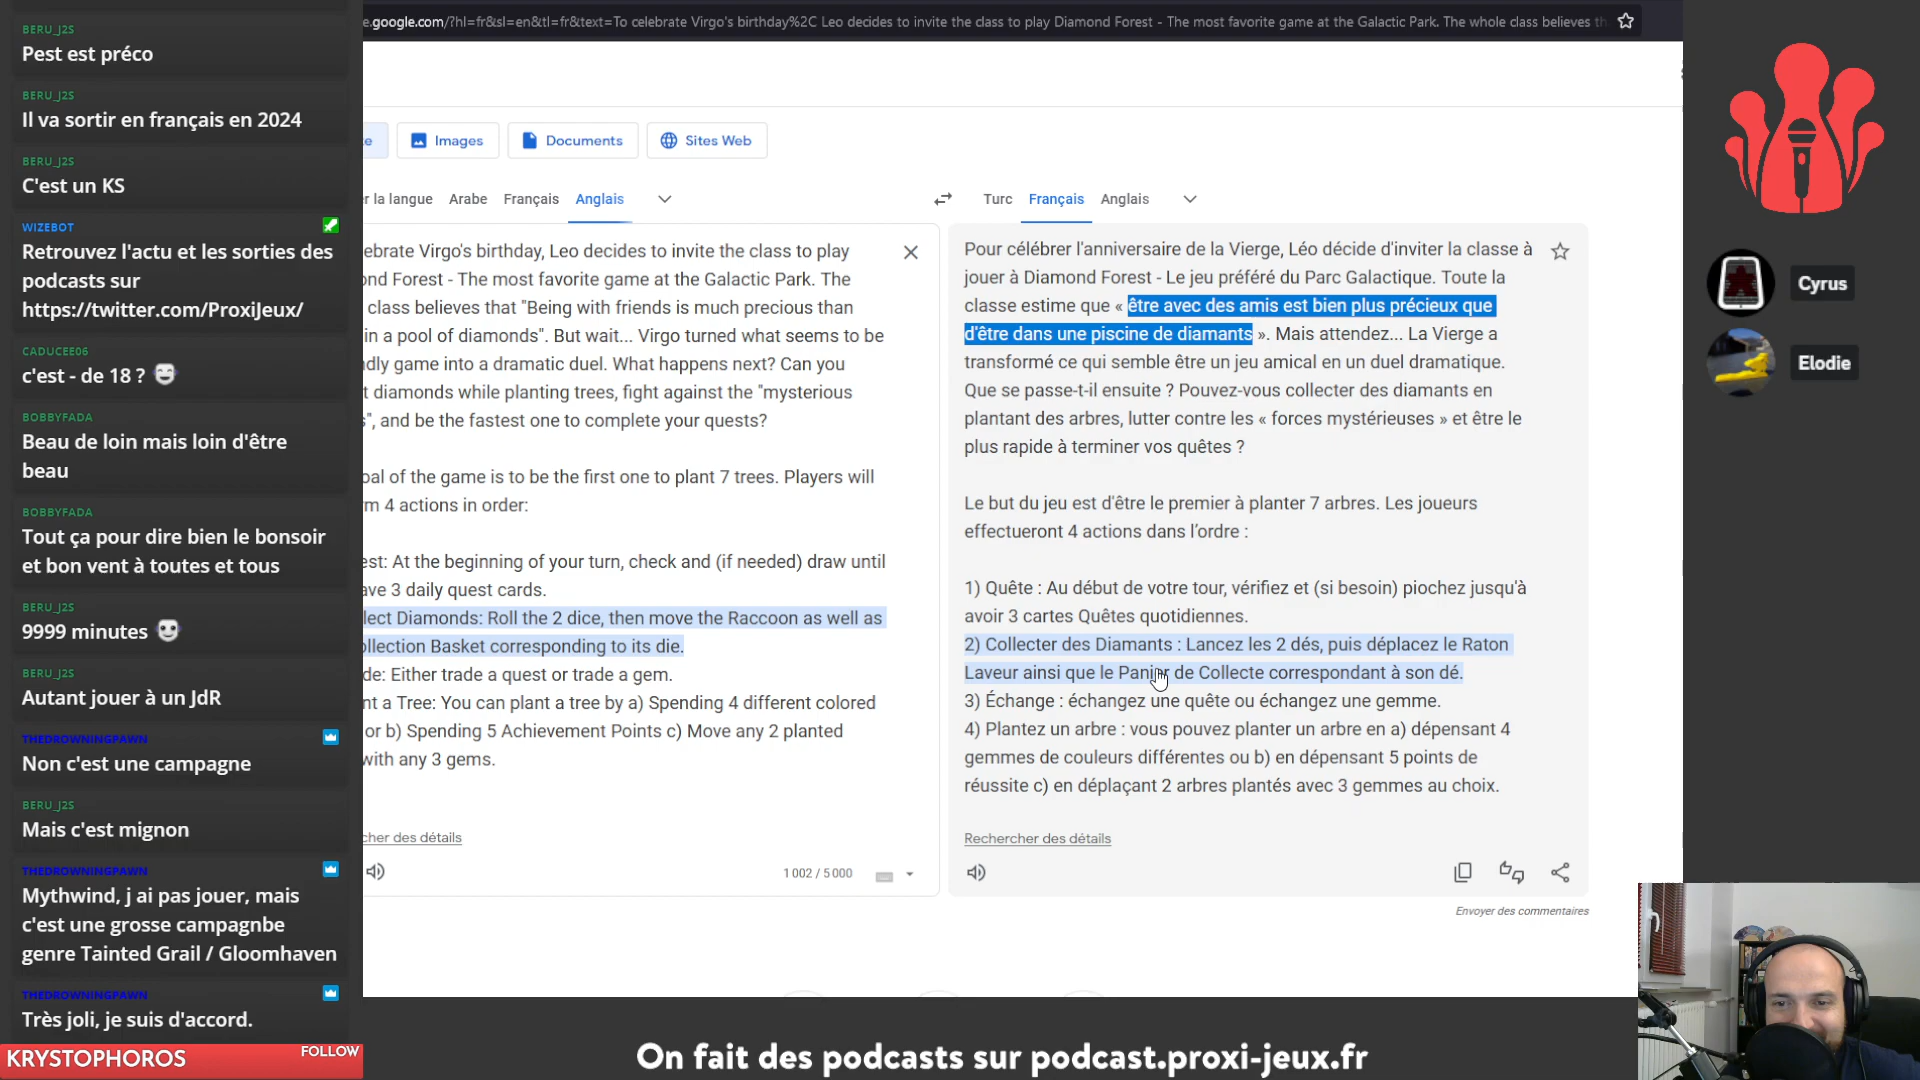 BERU_J2S
Pest est préco
BERU_J2S
Il va sortir en français en 2024
BERU_J2S
C'est un KS
WIZEBOT
Retrouvez l'actu et les sorties des
podcasts sur
https://twitter.com/ProxiJeux/
CADUCEE06
c'est - de 18 ?
BOBBYFADA
Beau de loin mais loin d'être
beau
BOBBYFADA
Tout ça pour dire bien le bonsoir
et bon vent à toutes et tous
BERU_J2S
9999 minutes
BERU_J2S
Autant jouer à un JdR
THEDROWNINGPAWN
Non c'est une campagne
BERU_J2S
Mais c'est mignon
THEDROWNINGPAWN
Mythwind, j ai pas jouer, mais
c'est une grosse campagnbe
genre Tainted Grail / Gloomhaven
THEDROWNINGPAWN
Très joli, je suis d'accord.
KRYSTOPHOROS
FOLLOW
e.google.com/?hl=fr&sl=en&tl=fr&text=To celebrate Virgo's birthday%2C Leo decides to invite the class to play Diamond Forest - The most favorite game at the Galactic Park. The whole class believes th
e
Images
Documents
Sites Web
er la langue
Arabe
Français
Anglais
Turc
Français
Anglais
lebrate Virgo's birthday, Leo decides to invite the class to play
ond Forest - The most favorite game at the Galactic Park. The
class believes that "Being with friends is much precious than
in a pool of diamonds". But wait... Virgo turned what seems to be
ndly game into a dramatic duel. What happens next? Can you
t diamonds while planting trees, fight against the "mysterious
s", and be the fastest one to complete your quests?
oal of the game is to be the first one to plant 7 trees. Players will
rm 4 actions in order:
est: At the beginning of your turn, check and (if needed) draw until
ave 3 daily quest cards.
lect Diamonds: Roll the 2 dice, then move the Raccoon as well as
ollection Basket corresponding to its die.
de: Either trade a quest or trade a gem.
nt a Tree: You can plant a tree by a) Spending 4 different colored
or b) Spending 5 Achievement Points c) Move any 2 planted
with any 3 gems.
cher des détails
1 002 / 5 000
Pour célébrer l'anniversaire de la Vierge, Léo décide d'inviter la classe à
jouer à Diamond Forest - Le jeu préféré du Parc Galactique. Toute la
classe estime que « être avec des amis est bien plus précieux que
d'être dans une piscine de diamants ». Mais attendez... La Vierge a
transformé ce qui semble être un jeu amical en un duel dramatique.
Que se passe-t-il ensuite ? Pouvez-vous collecter des diamants en
plantant des arbres, lutter contre les « forces mystérieuses » et être le
plus rapide à terminer vos quêtes ?
Le but du jeu est d'être le premier à planter 7 arbres. Les joueurs
effectueront 4 actions dans l'ordre :
1) Quête : Au début de votre tour, vérifiez et (si besoin) piochez jusqu'à
avoir 3 cartes Quêtes quotidiennes.
2) Collecter des Diamants : Lancez les 2 dés, puis déplacez le Raton
Laveur ainsi que le Panier de Collecte correspondant à son dé.
3) Échange : échangez une quête ou échangez une gemme.
4) Plantez un arbre : vous pouvez planter un arbre en a) dépensant 4
gemmes de couleurs différentes ou b) en dépensant 5 points de
réussite c) en déplaçant 2 arbres plantés avec 3 gemmes au choix.
Rechercher des détails
Envoyer des commentaires
Cyrus
Elodie
On fait des podcasts sur podcast.proxi-jeux.fr